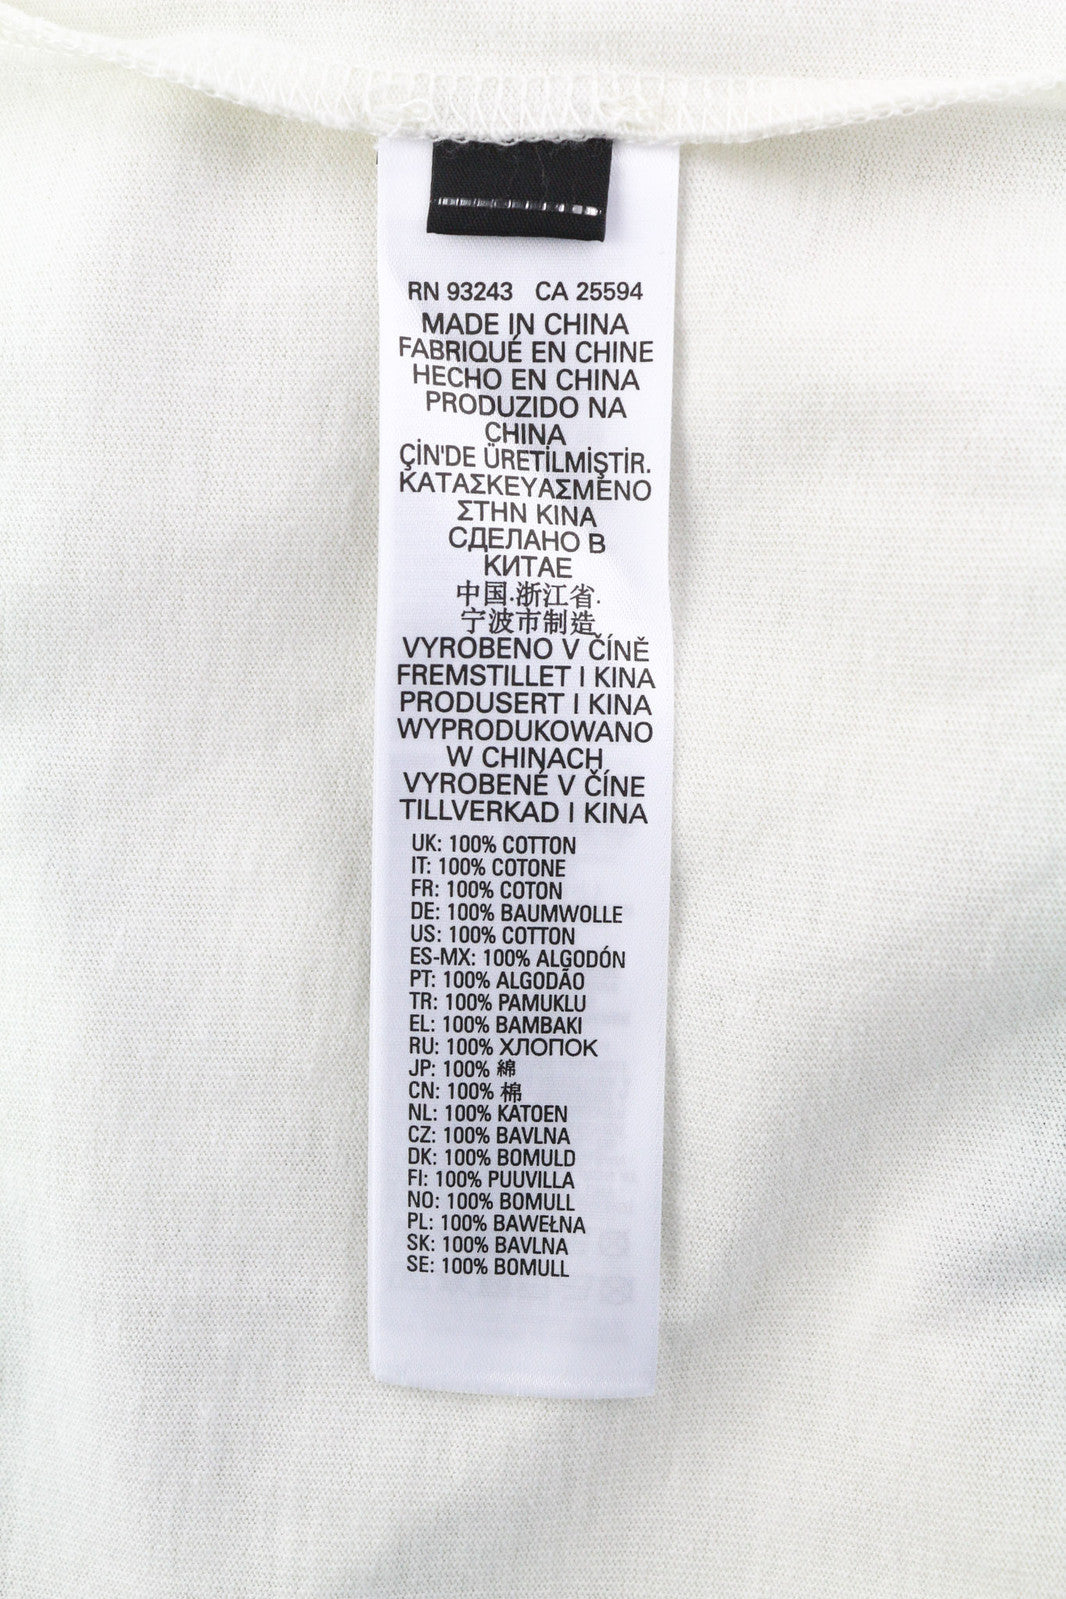 RN 93243 CA 25594
MADE IN CHINA
FABRIQUÉ EN CHINE
HECHO EN CHINA
PRODUZIDO NA
CHINA
ÇİN'DE ÜRETİLMİŞTİR.
ΚΑΤΑΣΚΕΥΑΣΜΕΝΟ
ΣΤΗΝ ΚΙΝΑ
СДЕЛАНО В
КИТАЕ
中国.浙江省.
宁波市制造
VYROBENO V ČÍNĚ
FREMSTILLET I KINA
PRODUSERT I KINA
WYPRODUKOWANO
W CHINACH
VYROBENÉ V ČÍNE
TILLVERKAD I KINA
UK: 100% COTTON
IT: 100% COTONE
FR: 100% COTON
DE: 100% BAUMWOLLE
US: 100% COTTON
ES-MX: 100% ALGODÓN
PT: 100% ALGODÃO
TR: 100% PAMUKLU
EL: 100% ΒΑΜΒΑΚΙ
RU: 100% ХЛОПОК
JP: 100% 綿
CN: 100% 棉
NL: 100% KATOEN
CZ: 100% BAVLNA
DK: 100% BOMULD
FI: 100% PUUVILLA
NO: 100% BOMULL
PL: 100% BAWEŁNA
SK: 100% BAVLNA
SE: 100% BOMULL